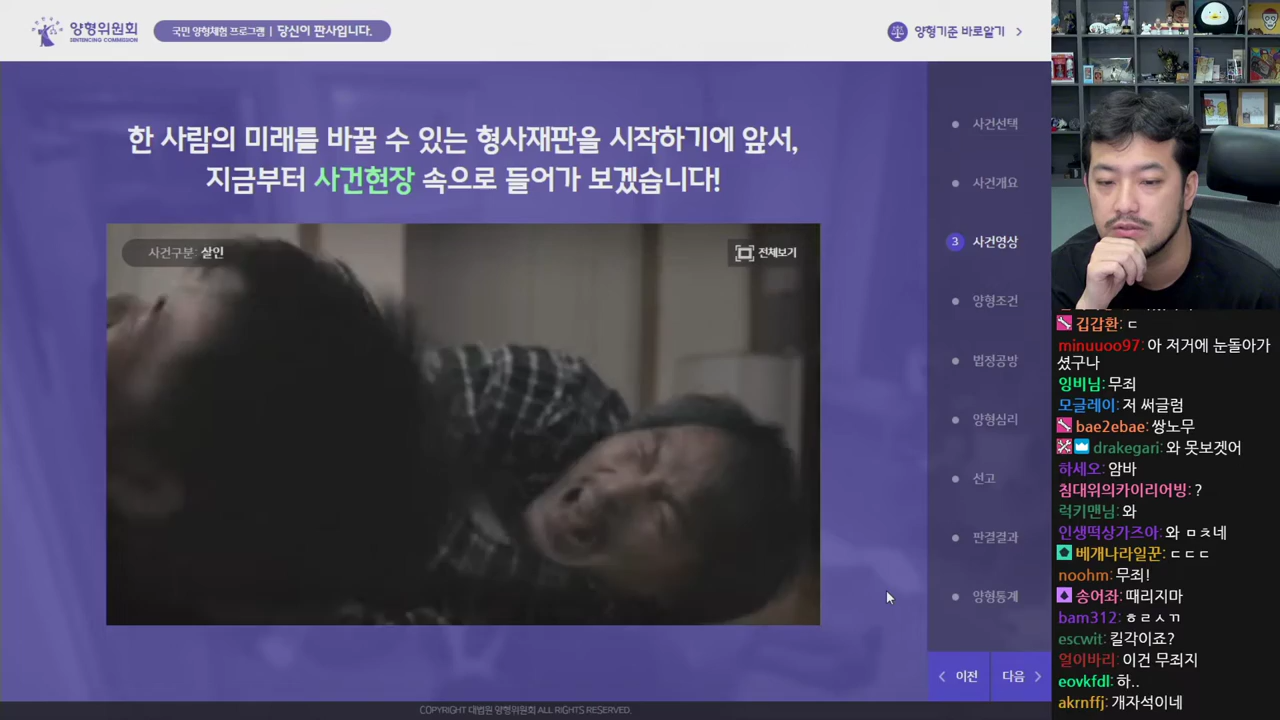 양형위원회
SENTENCING COMMISSION
국민 양형체험 프로그램 | 당신이 판사입니다.
양형기준 바로알기
한 사람의 미래를 바꿀 수 있는 형사재판을 시작하기에 앞서,
지금부터 사건현장 속으로 들어가 보겠습니다!
사건구분: 살인
전체보기
사건선택
사건개요
3 사건영상
양형조건
법정공방
양형심리
선고
판결결과
양형통계
이전
다음
COPYRIGHT 대법원 양형위원회 ALL RIGHTS RESERVED.
김갑환: ㄷ
minuuoo97: 아 저거에 눈돌아가
셨구나
잉비님: 무죄
모글레이: 저 써글럼
bae2ebae: 쌍노무
drakegari: 와 못보겟어
하세오: 암바
침대위의카이리어빙: ?
럭키맨님: 와
인생떡상가즈아: 와 ㅁㅊ네
베개나라일꾼: ㄷㄷㄷ
noohm: 무죄!
송어좌: 때리지마
bam312: ㅎㄹㅅㄲ
escwit: 킬각이죠?
얼이바리: 이건 무죄지
eovkfdl: 하..
akrnffj: 개자석이네